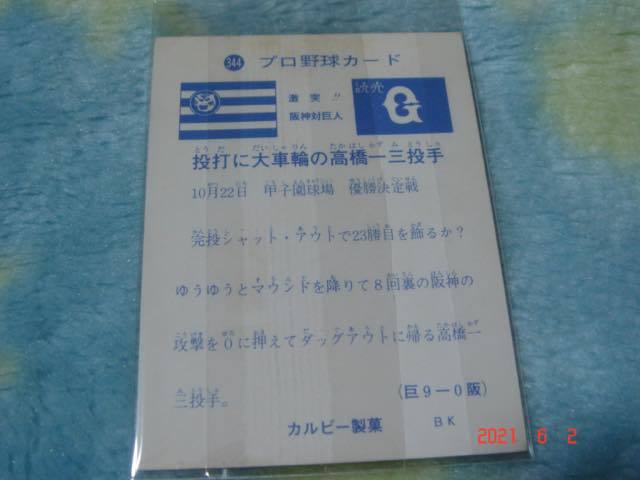 344 プロ野球カード
激突!!
読売
G
阪神対巨人
投打に大車輪の高橋一三投手
10月22日 甲子園球場 優勝決定戦
完投シャット・アウトで23勝目を飾るか?
ゆうゆうとマウンドを降りて8回裏の阪神の
攻撃を0に押えてダッグアウトに帰る高橋一
三投手。
(巨9-0阪)
カルビー製菓 BK
2021 6 2